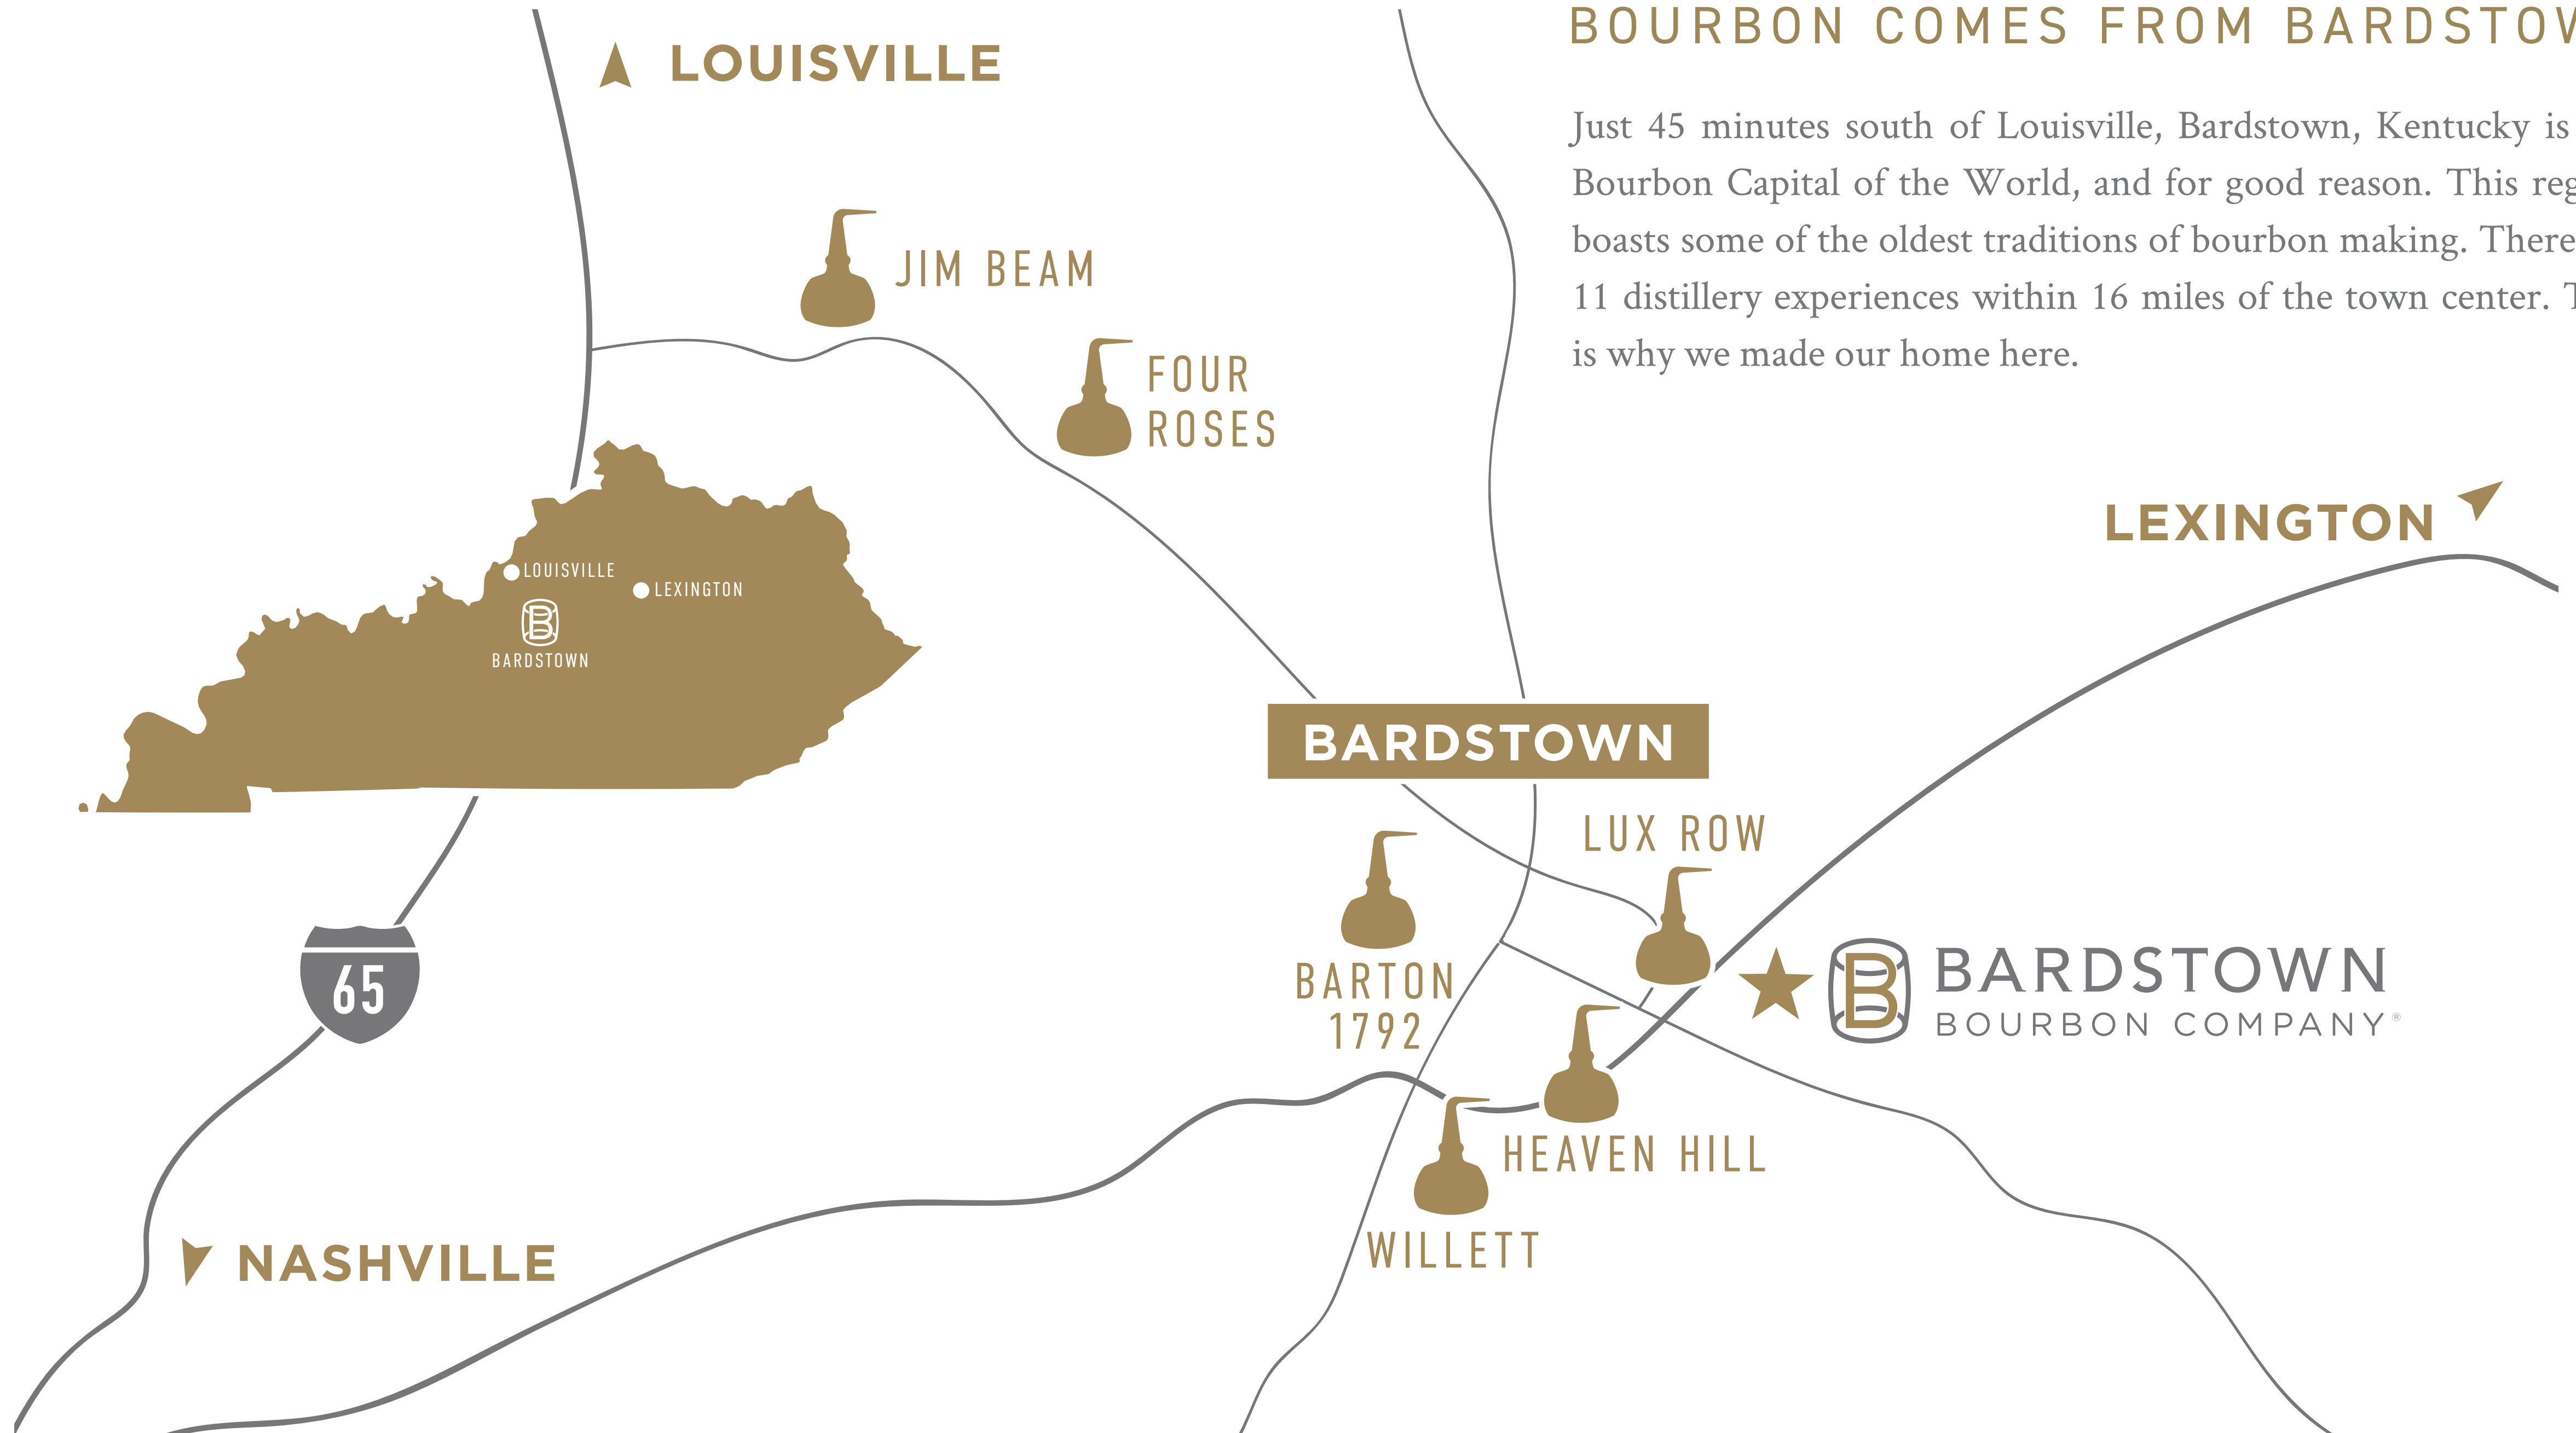 BOURBON COMES FROM BARDSTOW
Just 45 minutes south of Louisville, Bardstown, Kentucky is
Bourbon Capital of the World, and for good reason. This reg
boasts some of the oldest traditions of bourbon making. There
11 distillery experiences within 16 miles of the town center. T
is why we made our home here.
LOUISVILLE
JIM BEAM
FOUR
ROSES
LEXINGTON
LOUISVILLE
LEXINGTON
B
BARDSTOWN
BARDSTOWN
LUX ROW
BARTON
1792
65
B
BARDSTOWN
BOURBON COMPANY®
HEAVEN HILL
WILLETT
NASHVILLE